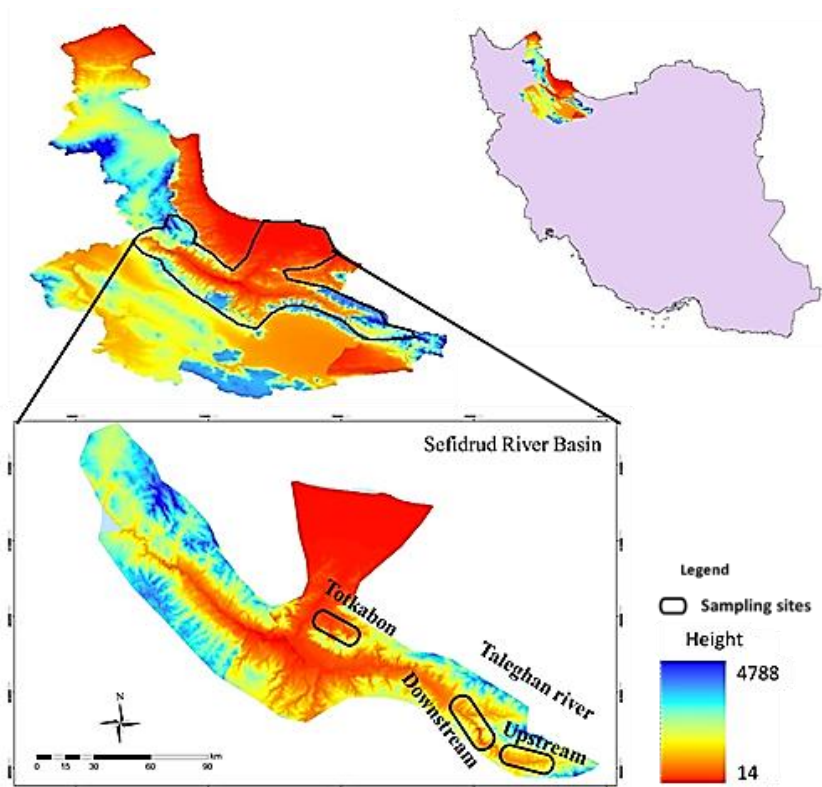 Sefidrud River Basin
Totkabon
Taleghan river
Downstream
Upstream
N
0 15 30 60 90
km
Legend
Sampling sites
Height
4788
14